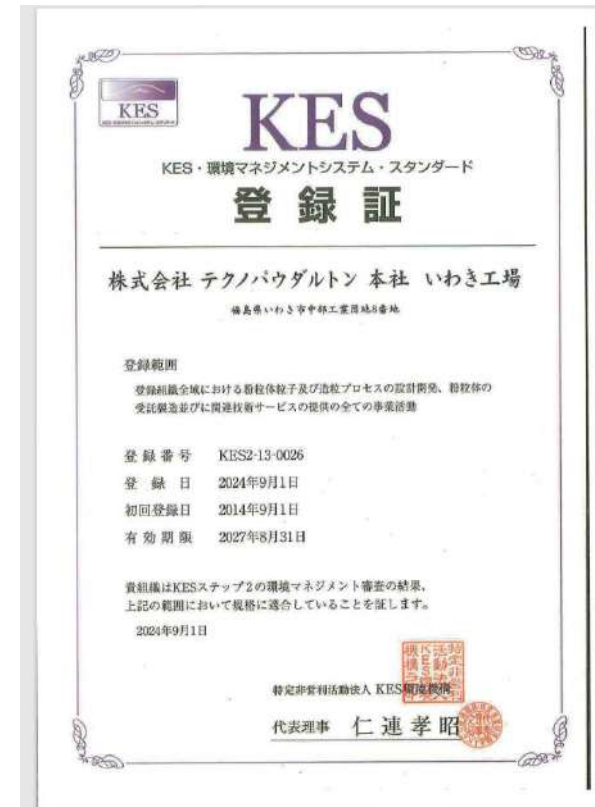 KES
KES
KES・環境マネジメントシステム・スタンダード
登録証
株式会社 テクノパウダルトン 本社 いわき工場
福島県いわき市中部工業団地8番地
登録範囲
登録組織全域における粉粒体粒子及び造粒プロセスの設計開発、粉粒体の
受託製造並びに関連技術サービスの提供の全ての事業活動
登録番号 KES2-13-0026
登録日 2024年9月1日
初回登録日 2014年9月1日
有効期限 2027年8月31日
貴組織はKESステップ2の環境マネジメント審査の結果、
上記の範囲において規格に適合していることを証します。
2024年9月1日
特定非営利活動法人 KES環境機構
代表理事 仁連孝昭